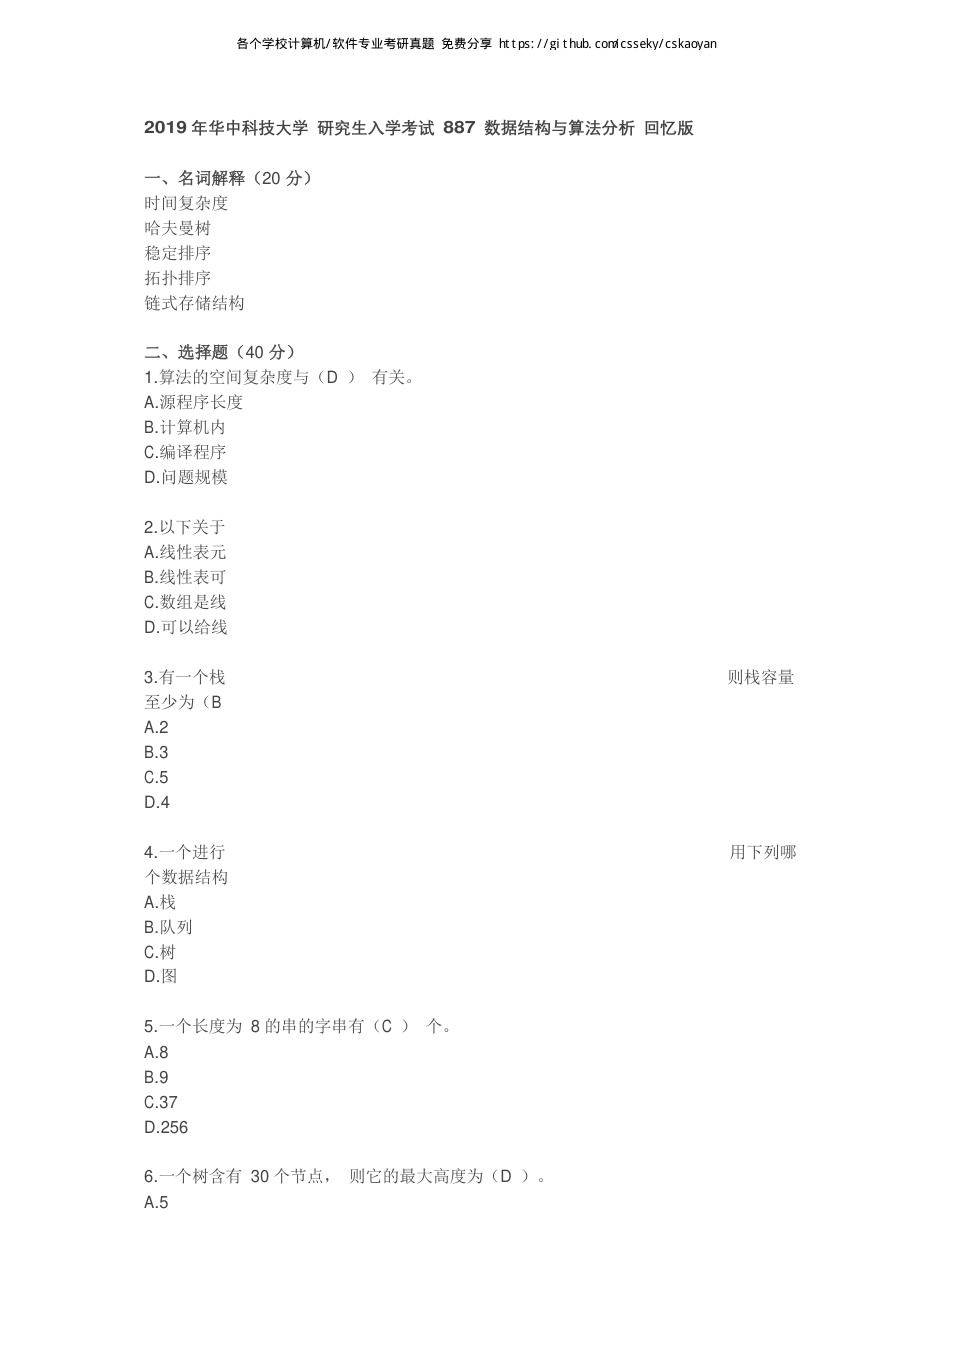 各个学校计算机/软件专业考研真题 免费分享 https://github.com/csseky/cskaoyan
2019 年华中科技大学 研究生入学考试 887 数据结构与算法分析 回忆版
一、名词解释（20 分）
时间复杂度
哈夫曼树
稳定排序
拓扑排序
链式存储结构
二、选择题（40 分）
1.算法的空间复杂度与（D ） 有关。
A.源程序长度
B.计算机内
C.编译程序
D.问题规模
2.以下关于
A.线性表元
B.线性表可
C.数组是线
D.可以给线
3.有一个栈 则栈容量
至少为（B
A.2
B.3
C.5
D.4
4.一个进行 用下列哪
个数据结构
A.栈
B.队列
C.树
D.图
5.一个长度为 8 的串的字串有（C ） 个。
A.8
B.9
C.37
D.256
6.一个树含有 30 个节点， 则它的最大高度为（D ）。
A.5